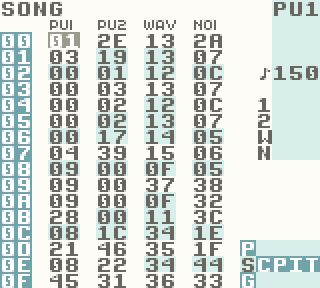 SONG PU1
PU1 PU2 WAV NOI
00 01 2E 13 2A
01 03 19 13 07
02 00 01 12 0C ♪150
03 00 03 13 07
04 00 02 12 0C 1
05 00 02 13 07 2
06 00 17 14 05 W
07 04 39 15 06 N
08 09 00 0F 05
09 09 00 37 38
0A 09 00 0F 32
0B 28 00 11 3C
0C 08 1C 34 1E
0D 21 46 35 1F P
0E 08 22 34 44 SCPIT
0F 45 31 36 33 G